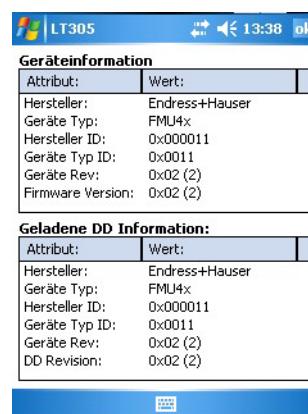 LT305 13:38 ok
Geräteinformation
Attribut: Wert:
Hersteller: Endress+Hauser
Geräte Typ: FMU4x
Hersteller ID: 0x000011
Geräte Typ ID: 0x0011
Geräte Rev: 0x02 (2)
Firmware Version: 0x02 (2)
Geladene DD Information:
Attribut: Wert:
Hersteller: Endress+Hauser
Geräte Typ: FMU4x
Hersteller ID: 0x000011
Geräte Typ ID: 0x0011
Geräte Rev: 0x02 (2)
DD Revision: 0x02 (2)